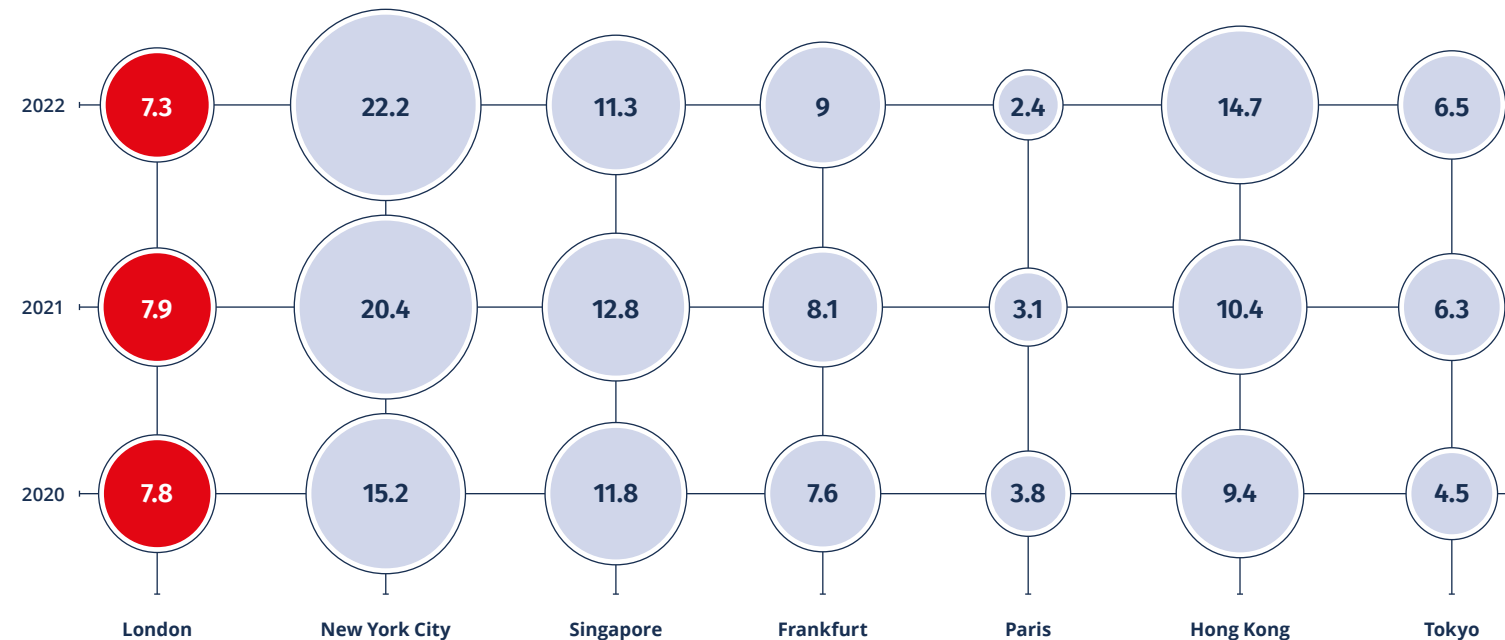 2022 7.3 22.2 11.3 9 2.4 14.7 6.5
2021 7.9 20.4 12.8 8.1 3.1 10.4 6.3
2020 7.8 15.2 11.8 7.6 3.8 9.4 4.5
London New York City Singapore Frankfurt Paris Hong Kong Tokyo